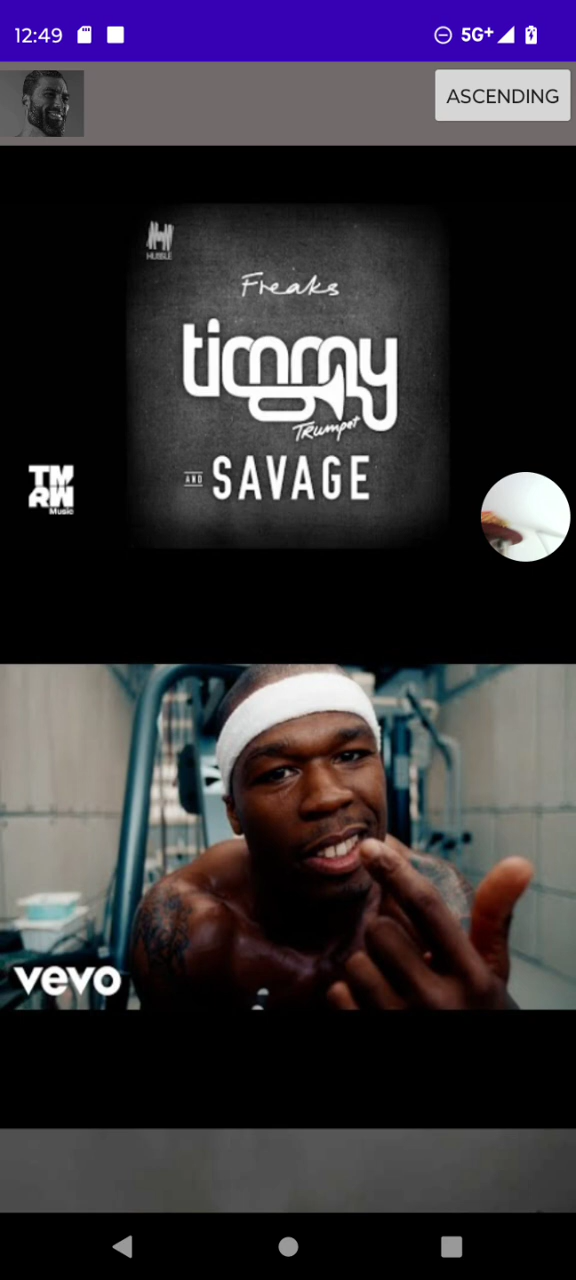 12:49 5G+
ASCENDING
HUMBLE
Freaks
timmy
Trumpet
AND SAVAGE
TM
RW
Music
vevo